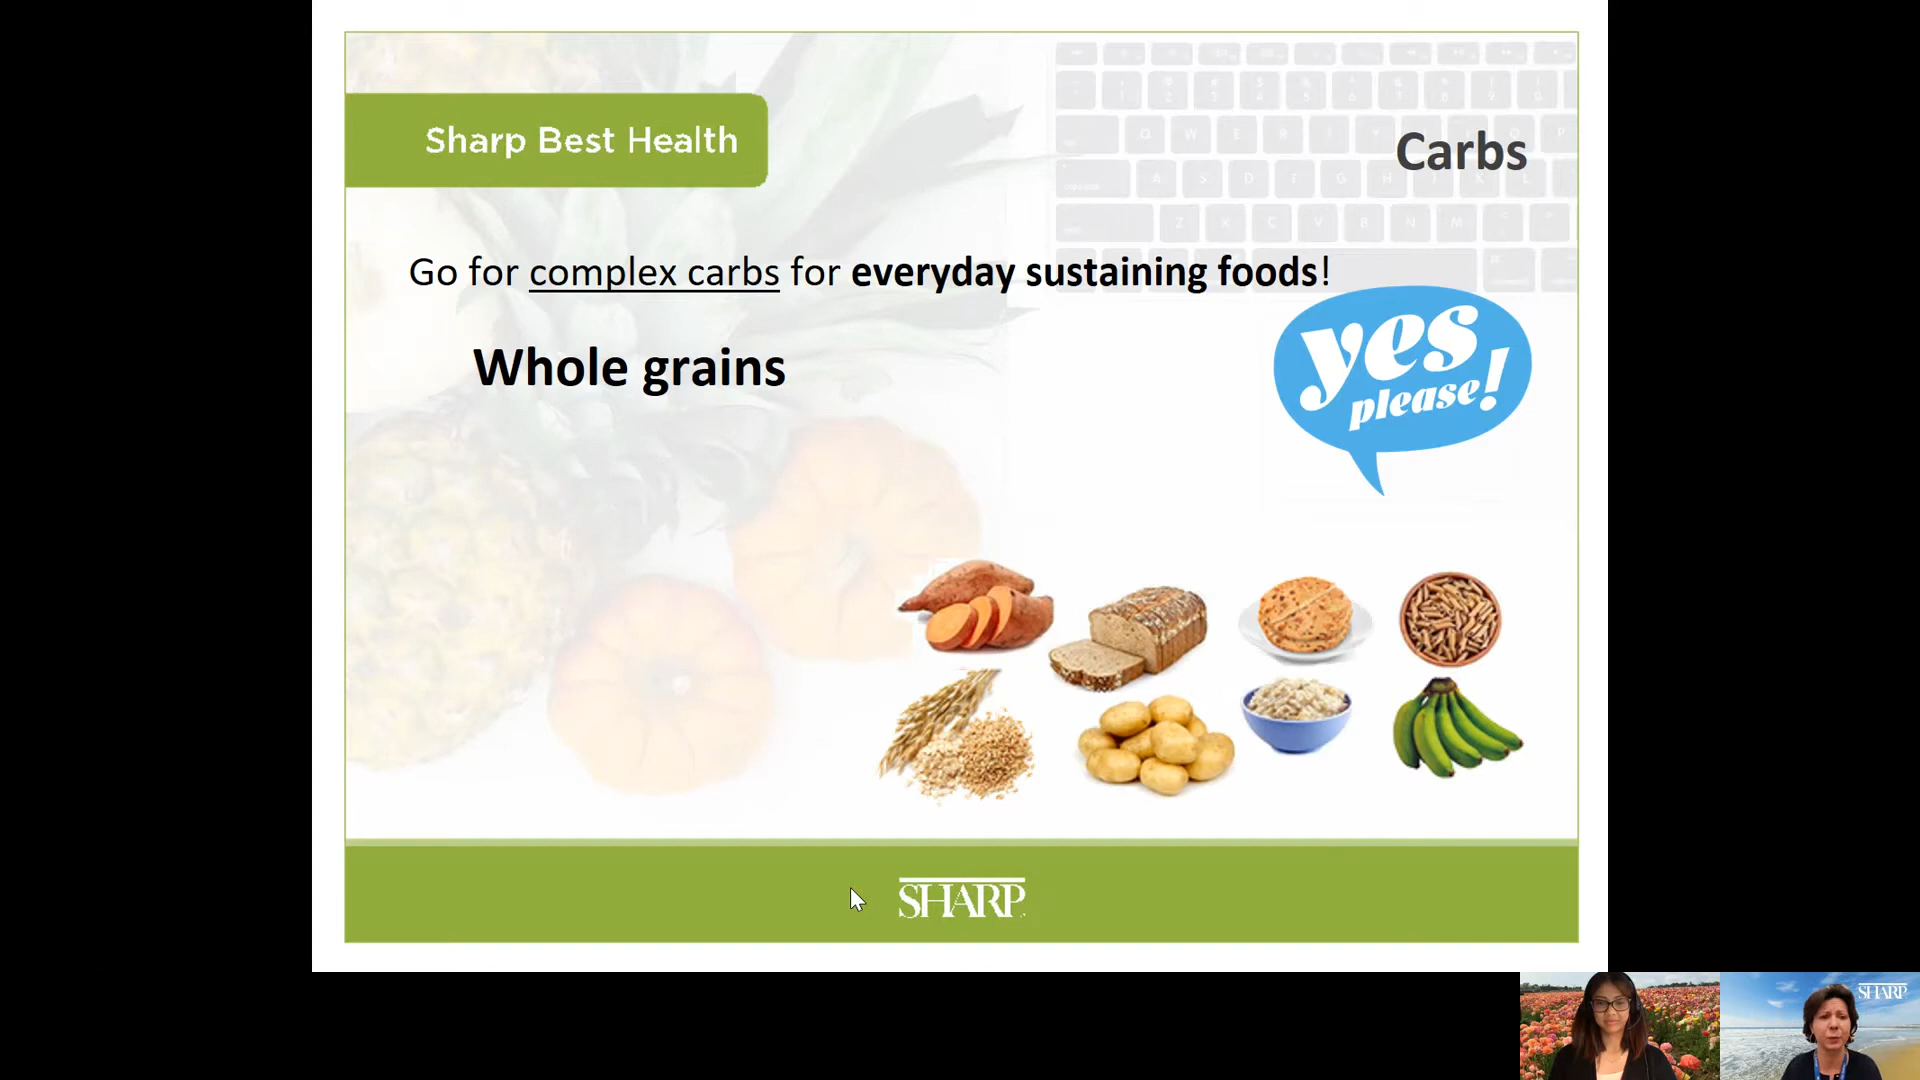 Sharp Best Health
Carbs
Go for complex carbs for everyday sustaining foods!
Whole grains
yes
please!
SHARP
SHARP